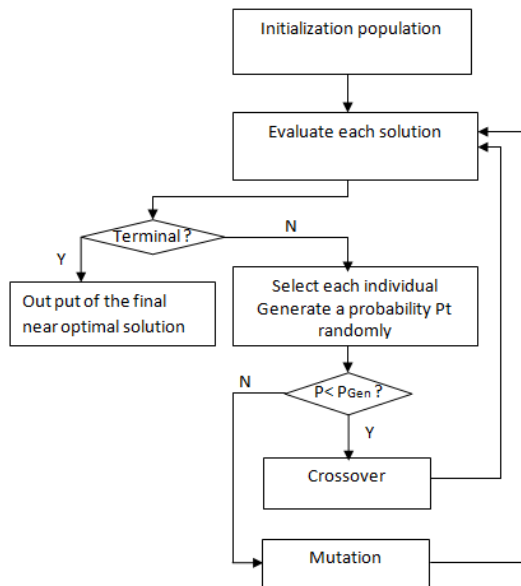 Initialization population
Evaluate each solution
Terminal ?
N
Y
Out put of the final
near optimal solution
Select each individual
Generate a probability Pt
randomly
N
P< PGen ?
Y
Crossover
Mutation